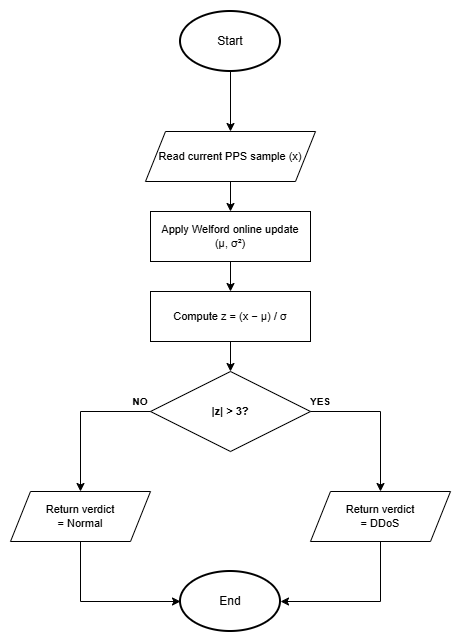 Start
Read current PPS sample (x)
Apply Welford online update
(μ, σ²)
Compute z = (x − μ) / σ
|z| > 3?
NO
YES
Return verdict
= Normal
Return verdict
= DDoS
End